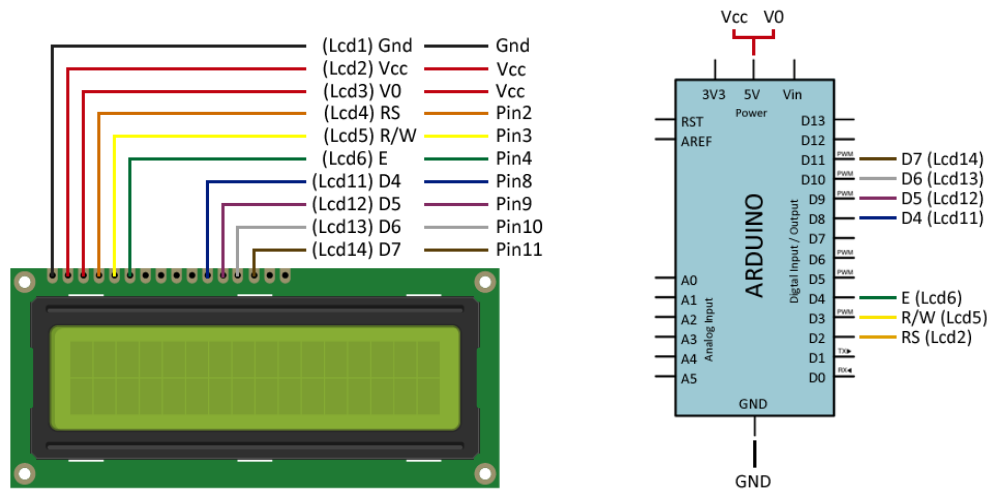 (Lcd1) Gnd Gnd
(Lcd2) Vcc Vcc
(Lcd3) V0 Vcc
(Lcd4) RS Pin2
(Lcd5) R/W Pin3
(Lcd6) E Pin4
(Lcd11) D4 Pin8
(Lcd12) D5 Pin9
(Lcd13) D6 Pin10
(Lcd14) D7 Pin11
Vcc V0
3V3 5V Vin
Power
RST D13
AREF D12
PWM
D11 D7 (Lcd14)
PWM
D10 D6 (Lcd13)
PWM
D9 D5 (Lcd12)
D8 D4 (Lcd11)
D7
PWM
D6
PWM
A0 D5
A1 D4 E (Lcd6)
PWM
A2 D3 R/W (Lcd5)
A3 D2 RS (Lcd2)
TX
A4 D1
RX
A5 D0
Analog Input
ARDUINO
Digtal Input / Output
GND
GND